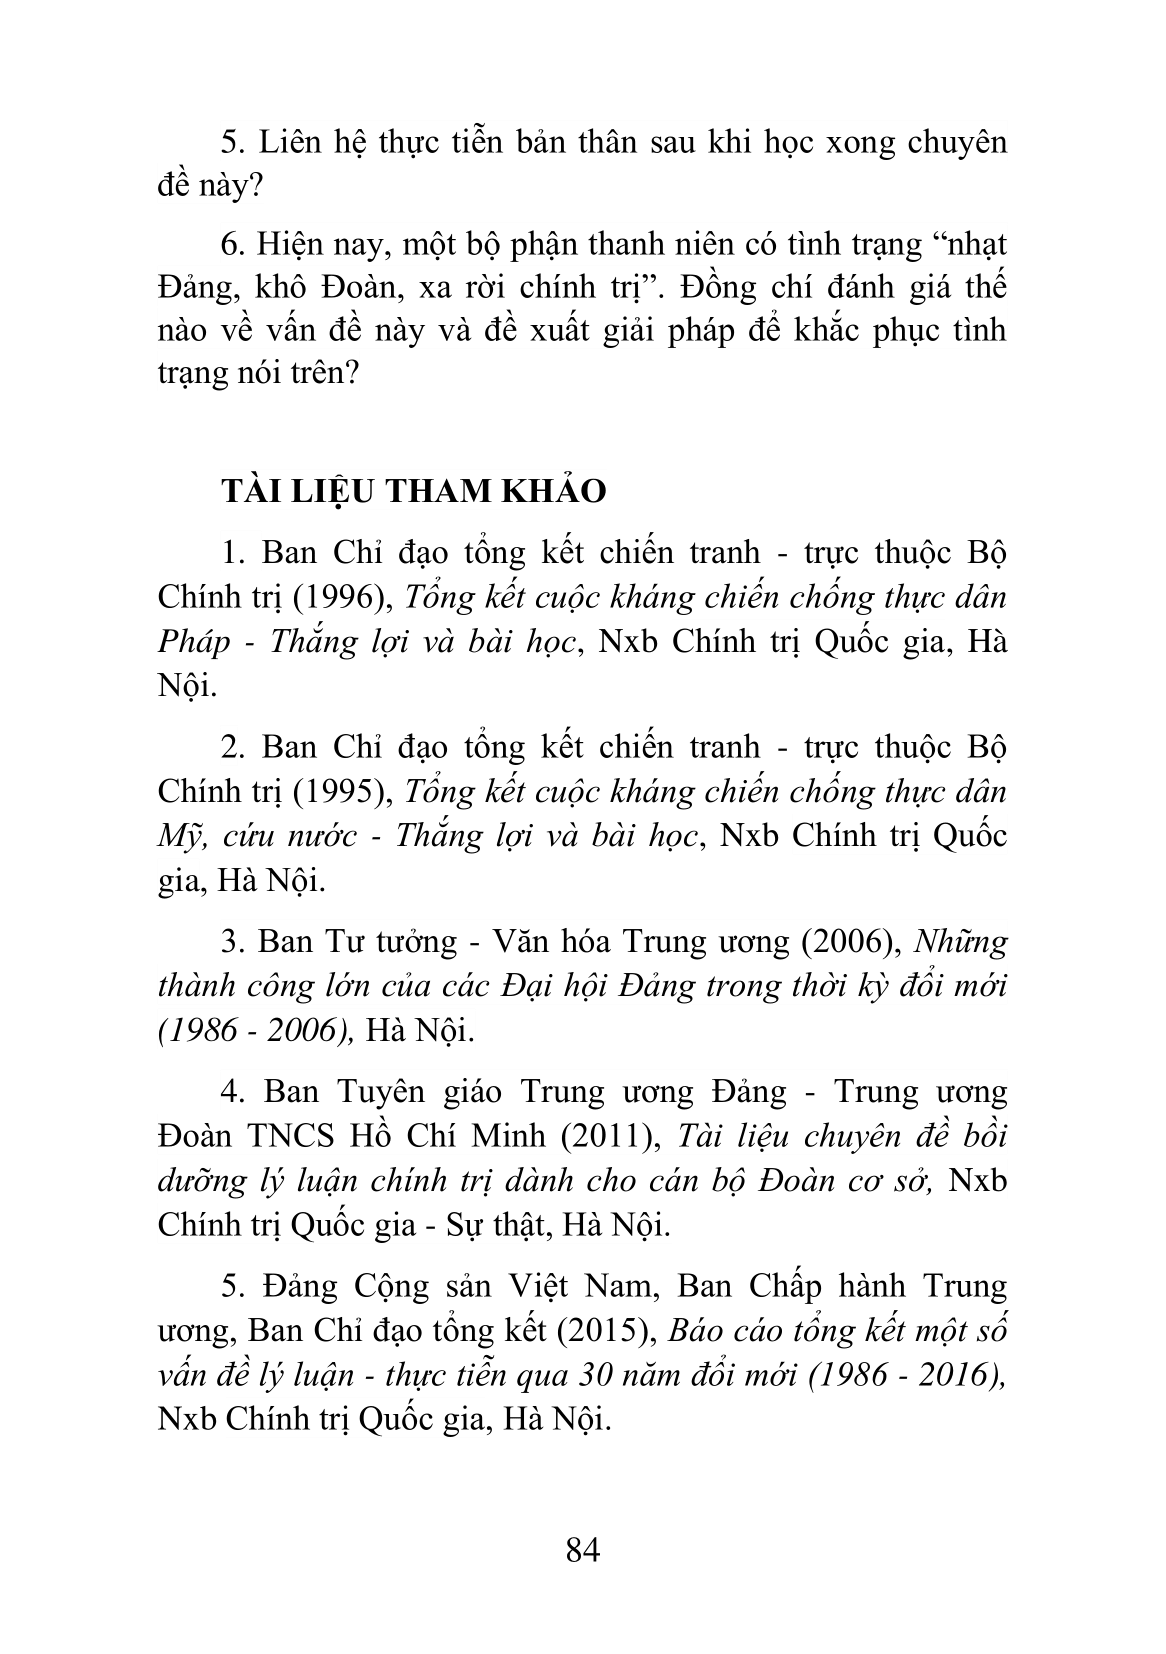 5. Liên hệ thực tiễn bản thân sau khi học xong chuyên
đề này?
6. Hiện nay, một bộ phận thanh niên có tình trạng “nhạt
Đảng, khô Đoàn, xa rời chính trị”. Đồng chí đánh giá thế
nào về vấn đề này và đề xuất giải pháp để khắc phục tình
trạng nói trên?
TÀI LIỆU THAM KHẢO
1. Ban Chỉ đạo tổng kết chiến tranh - trực thuộc Bộ
Chính trị (1996), Tổng kết cuộc kháng chiến chống thực dân
Pháp - Thắng lợi và bài học, Nxb Chính trị Quốc gia, Hà
Nội.
2. Ban Chỉ đạo tổng kết chiến tranh - trực thuộc Bộ
Chính trị (1995), Tổng kết cuộc kháng chiến chống thực dân
Mỹ, cứu nước - Thắng lợi và bài học, Nxb Chính trị Quốc
gia, Hà Nội.
3. Ban Tư tưởng - Văn hóa Trung ương (2006), Những
thành công lớn của các Đại hội Đảng trong thời kỳ đổi mới
(1986 - 2006), Hà Nội.
4. Ban Tuyên giáo Trung ương Đảng - Trung ương
Đoàn TNCS Hồ Chí Minh (2011), Tài liệu chuyên đề bồi
dưỡng lý luận chính trị dành cho cán bộ Đoàn cơ sở, Nxb
Chính trị Quốc gia - Sự thật, Hà Nội.
5. Đảng Cộng sản Việt Nam, Ban Chấp hành Trung
ương, Ban Chỉ đạo tổng kết (2015), Báo cáo tổng kết một số
vấn đề lý luận - thực tiễn qua 30 năm đổi mới (1986 - 2016),
Nxb Chính trị Quốc gia, Hà Nội.
84